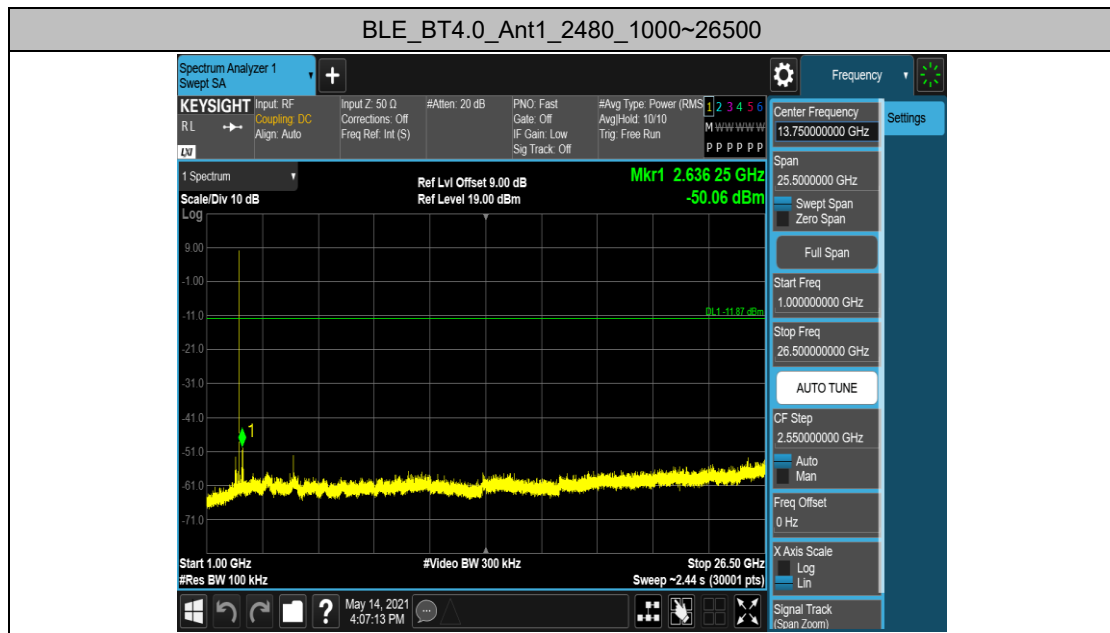 BLE_BT4.0_Ant1_2480_1000~26500
Spectrum Analyzer 1
Swept SA
+
Frequency
KEYSIGHT
RL
LXI
Input: RF
Coupling: DC
Align: Auto
Input Z: 50 Ω
Corrections: Off
Freq Ref: Int (S)
#Atten: 20 dB
PNO: Fast
Gate: Off
IF Gain: Low
Sig Track: Off
#Avg Type: Power (RMS
Avg|Hold: 10/10
Trig: Free Run
1 2 3 4 5 6
M W W W W W
P P P P P P
1 Spectrum
Scale/Div 10 dB
Log
Ref Lvl Offset 9.00 dB
Ref Level 19.00 dBm
Mkr1 2.636 25 GHz
-50.06 dBm
9.00
-1.00
-11.0
DL1 -11.87 dBm
-21.0
-31.0
-41.0
1
-51.0
-61.0
-71.0
Start 1.00 GHz
#Res BW 100 kHz
#Video BW 300 kHz
Stop 26.50 GHz
Sweep ~2.44 s (30001 pts)
May 14, 2021
4:07:13 PM
Center Frequency
13.750000000 GHz
Settings
Span
25.5000000 GHz
Swept Span
Zero Span
Full Span
Start Freq
1.000000000 GHz
Stop Freq
26.500000000 GHz
AUTO TUNE
CF Step
2.550000000 GHz
Auto
Man
Freq Offset
0 Hz
X Axis Scale
Log
Lin
Signal Track
(Span Zoom)